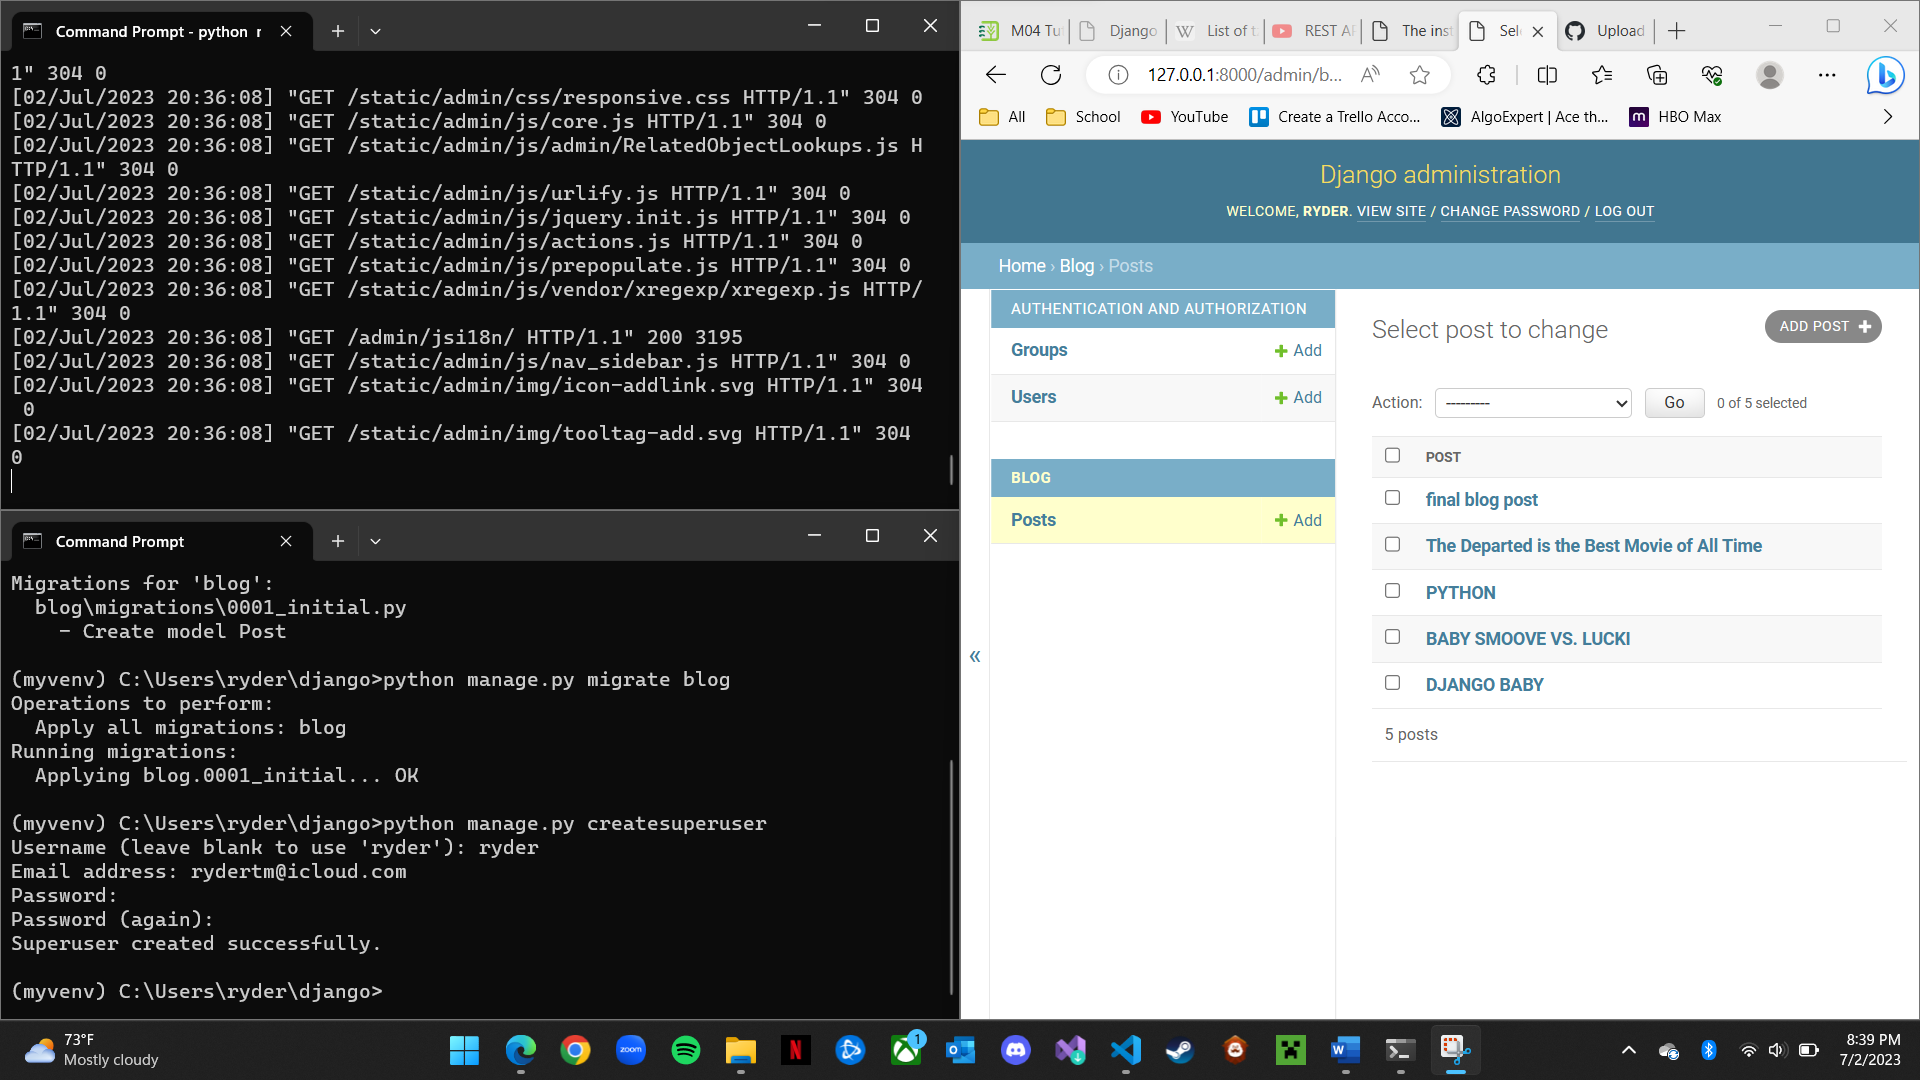 Command Prompt - python r
1" 304 0
[02/Jul/2023 20:36:08] "GET /static/admin/css/responsive.css HTTP/1.1" 304 0
[02/Jul/2023 20:36:08] "GET /static/admin/js/core.js HTTP/1.1" 304 0
[02/Jul/2023 20:36:08] "GET /static/admin/js/admin/RelatedObjectLookups.js H
TTP/1.1" 304 0
[02/Jul/2023 20:36:08] "GET /static/admin/js/urlify.js HTTP/1.1" 304 0
[02/Jul/2023 20:36:08] "GET /static/admin/js/jquery.init.js HTTP/1.1" 304 0
[02/Jul/2023 20:36:08] "GET /static/admin/js/actions.js HTTP/1.1" 304 0
[02/Jul/2023 20:36:08] "GET /static/admin/js/prepopulate.js HTTP/1.1" 304 0
[02/Jul/2023 20:36:08] "GET /static/admin/js/vendor/xregexp/xregexp.js HTTP/
1.1" 304 0
[02/Jul/2023 20:36:08] "GET /admin/jsi18n/ HTTP/1.1" 200 3195
[02/Jul/2023 20:36:08] "GET /static/admin/js/nav_sidebar.js HTTP/1.1" 304 0
[02/Jul/2023 20:36:08] "GET /static/admin/img/icon-addlink.svg HTTP/1.1" 304
 0
[02/Jul/2023 20:36:08] "GET /static/admin/img/tooltag-add.svg HTTP/1.1" 304
0
Command Prompt
Migrations for 'blog':
  blog\migrations\0001_initial.py
    - Create model Post
(myvenv) C:\Users\ryder\django>python manage.py migrate blog
Operations to perform:
  Apply all migrations: blog
Running migrations:
  Applying blog.0001_initial... OK
(myvenv) C:\Users\ryder\django>python manage.py createsuperuser
Username (leave blank to use 'ryder'): ryder
Email address: rydertm@icloud.com
Password:
Password (again):
Superuser created successfully.
(myvenv) C:\Users\ryder\django>
M04 Tu Django List of t REST AP The inst Sel Upload
127.0.0.1:8000/admin/b...
All School YouTube Create a Trello Acco... AlgoExpert | Ace th... HBO Max
Django administration
WELCOME, RYDER. VIEW SITE / CHANGE PASSWORD / LOG OUT
Home › Blog › Posts
AUTHENTICATION AND AUTHORIZATION
Groups + Add
Users + Add
BLOG
Posts + Add
«
Select post to change
ADD POST +
Action: --------- Go 0 of 5 selected
POST
final blog post
The Departed is the Best Movie of All Time
PYTHON
BABY SMOOVE VS. LUCKI
DJANGO BABY
5 posts
73°F
Mostly cloudy
zoom
1
8:39 PM
7/2/2023